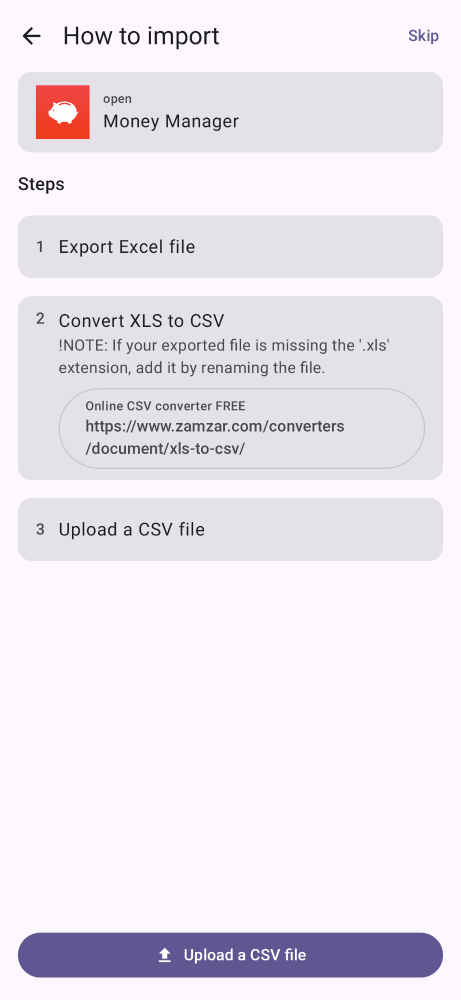 How to import
Skip
open
Money Manager
Steps
1 Export Excel file
2 Convert XLS to CSV
!NOTE: If your exported file is missing the '.xls'
extension, add it by renaming the file.
Online CSV converter FREE
https://www.zamzar.com/converters
/document/xls-to-csv/
3 Upload a CSV file
Upload a CSV file